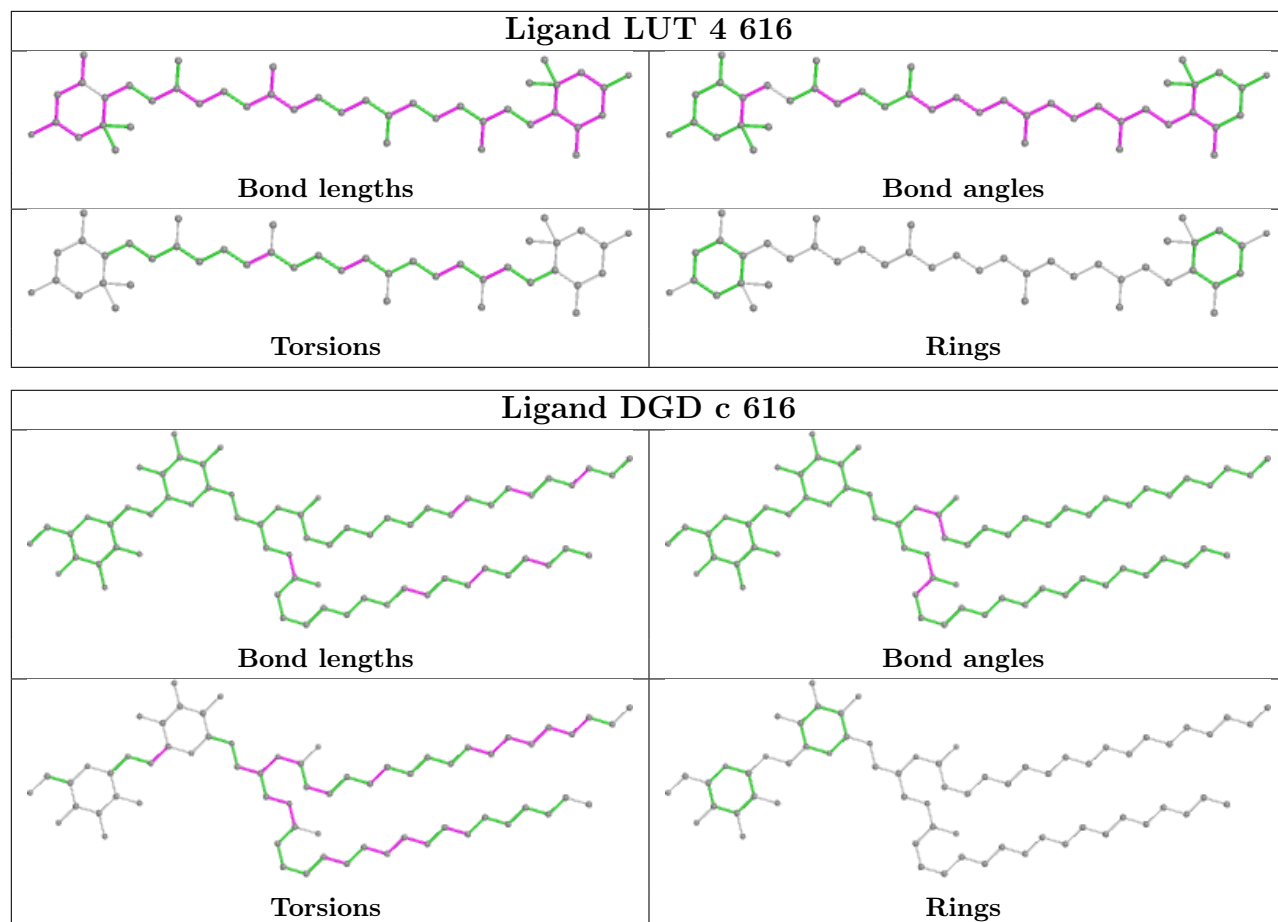 Ligand LUT 4 616
Bond lengths
Bond angles
Torsions
Rings
Ligand DGD c 616
Bond lengths
Bond angles
Torsions
Rings